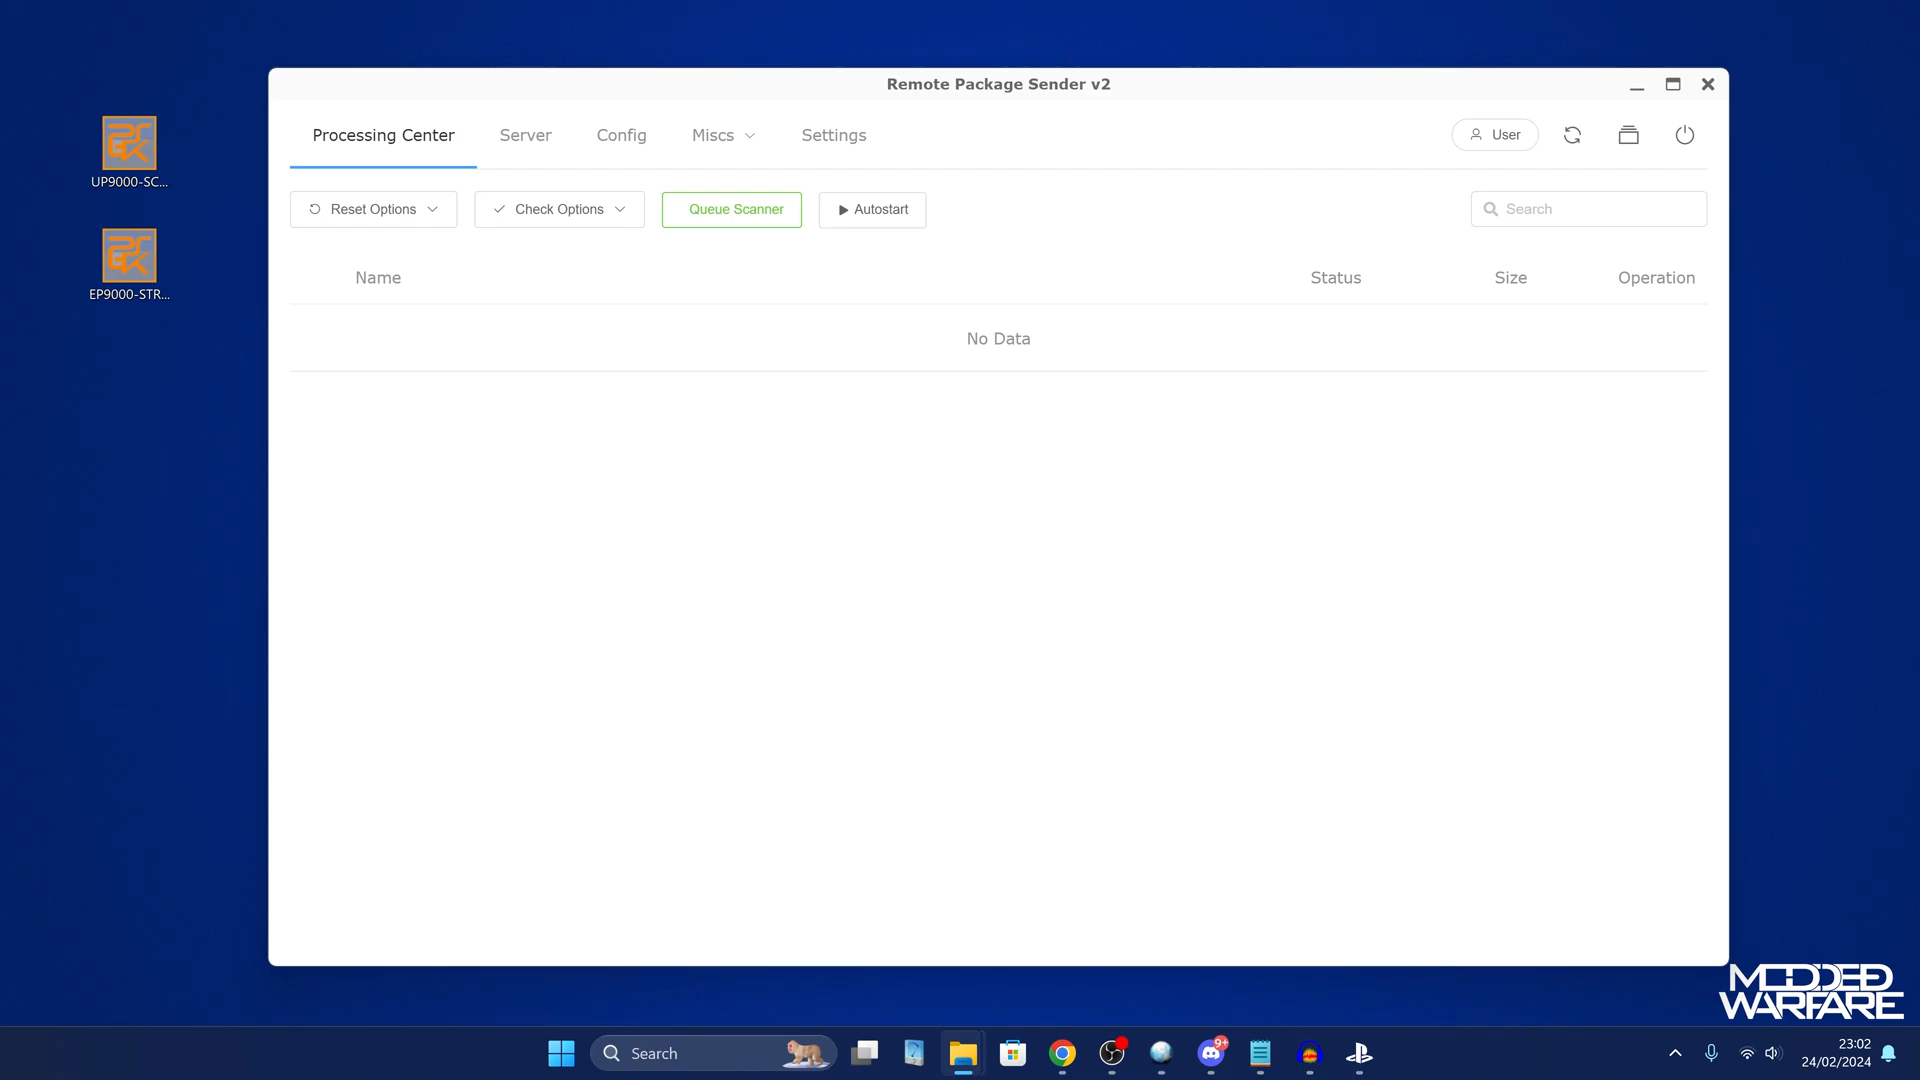 Remote Package Sender v2
Processing Center
Server
Config
Miscs
Settings
User
Reset Options
Check Options
Queue Scanner
Autostart
Search
Name
Status
Size
Operation
No Data
UP9000-SC...
EP9000-STR...
MODDED
WARFARE
Search
9+
23:02
24/02/2024